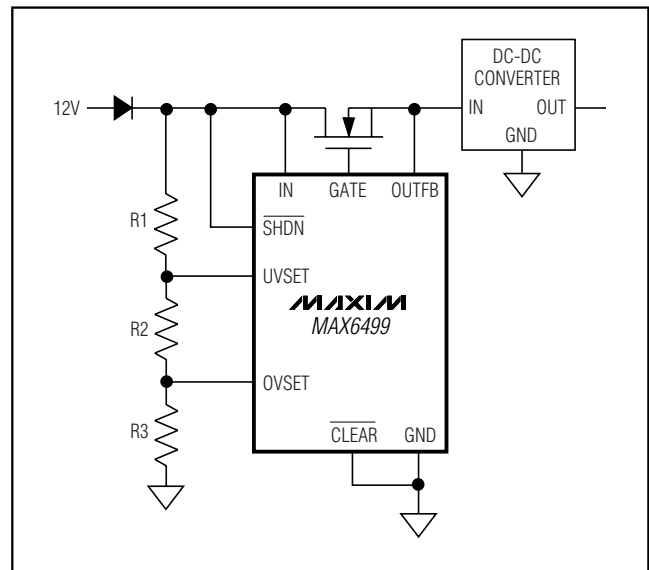 DC-DC
CONVERTER
12V
IN OUT
GND
IN GATE OUTFB
R1
SHDN
UVSET
MAXIM
MAX6499
R2
OVSET
R3
CLEAR GND